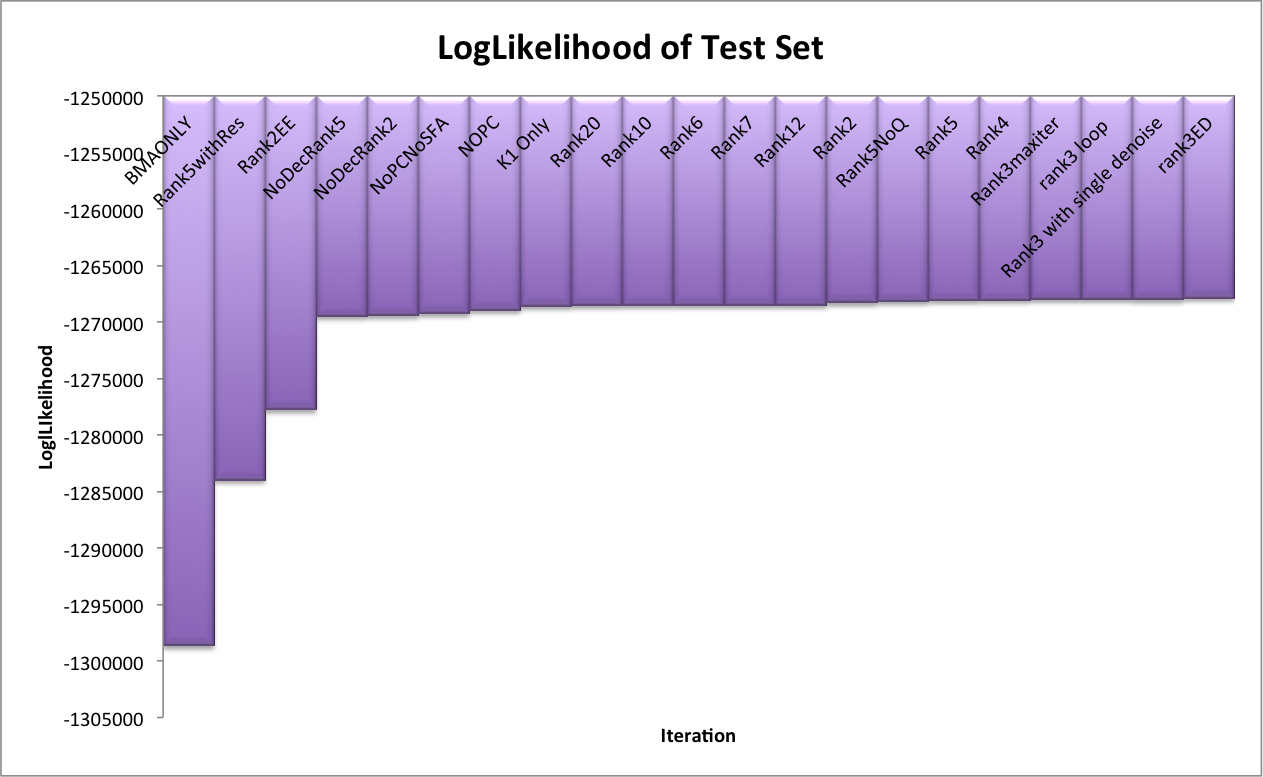 LogLikelihood of Test Set
-1250000
-1255000
-1260000
-1265000
-1270000
-1275000
-1280000
-1285000
-1290000
-1295000
-1300000
-1305000
LoglLIkelihood
BMAONLY
Rank5withRes
Rank2EE
NoDecRank5
NoDecRank2
NoPCNoSFA
NOPC
K1 Only
Rank20
Rank10
Rank6
Rank7
Rank12
Rank2
Rank5NoQ
Rank5
Rank4
Rank3maxiter
rank3 loop
Rank3 with single denoise
rank3ED
Iteration